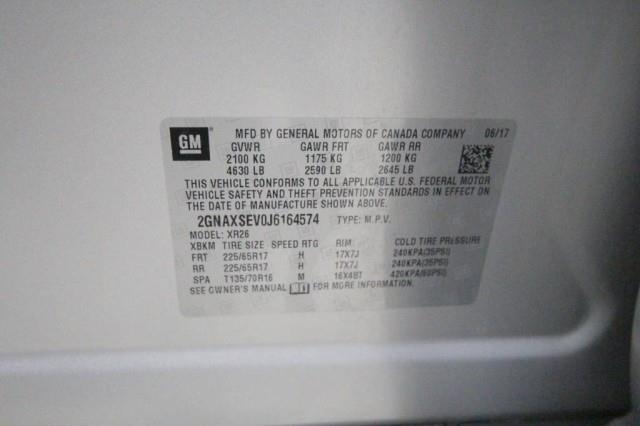 GM MFD BY GENERAL MOTORS OF CANADA COMPANY 06/17
GVWR GAWR FRT GAWR RR
2100 KG 1175 KG 1200 KG
4630 LB 2590 LB 2645 LB
THIS VEHICLE CONFORMS TO ALL APPLICABLE U.S. FEDERAL MOTOR
VEHICLE SAFETY AND THEFT PREVENTION STANDARDS IN EFFECT ON
THE DATE OF MANUFACTURE SHOWN ABOVE.
2GNAXSEV0J6164574 TYPE: M.P.V.
MODEL: XR26
XBKM TIRE SIZE SPEED RTG RIM COLD TIRE PRESSURE
FRT 225/65R17 H 17X7J 240KPA(35PSI)
RR 225/65R17 H 17X7J 240KPA(35PSI)
SPA T135/70R16 M 16X4BT 420KPA(60PSI)
SEE OWNER'S MANUAL FOR MORE INFORMATION.